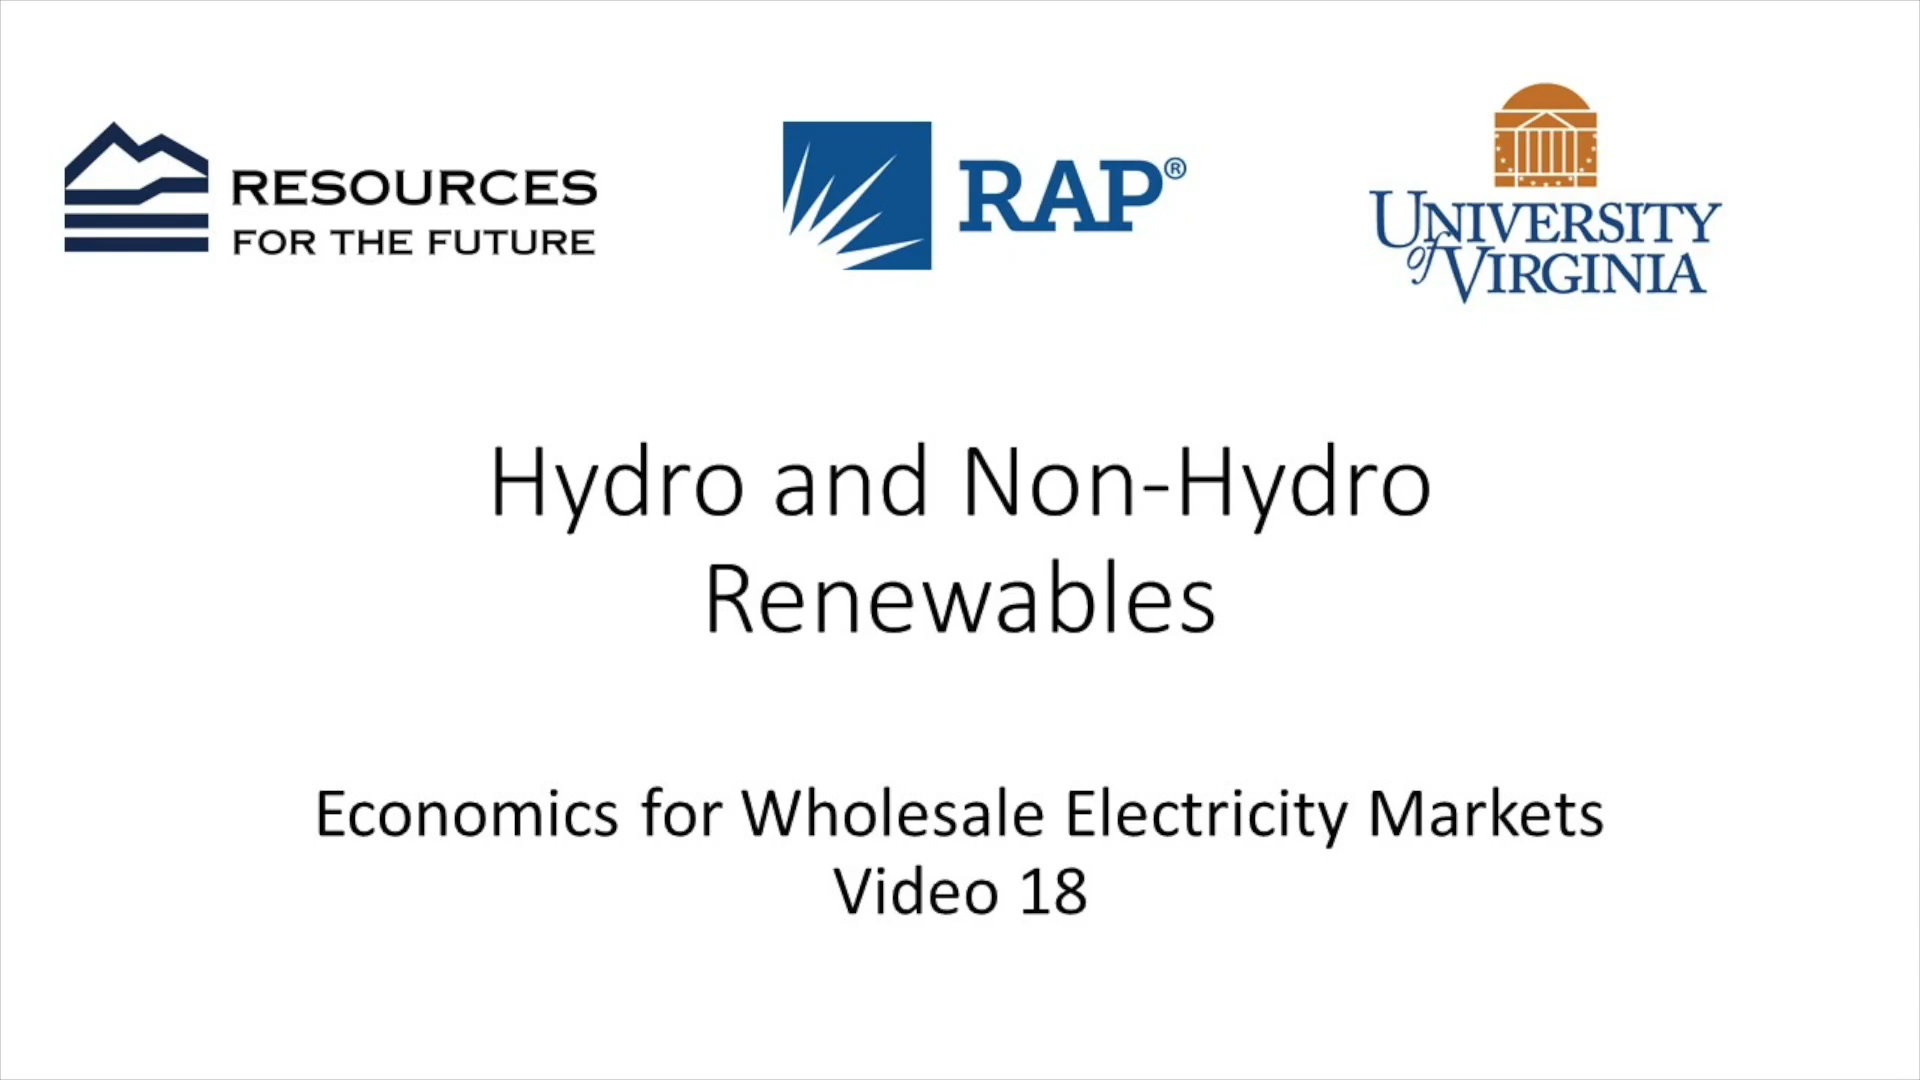 RESOURCES
FOR THE FUTURE
RAP®
UNIVERSITY
of VIRGINIA
Hydro and Non-Hydro
Renewables
Economics for Wholesale Electricity Markets
Video 18